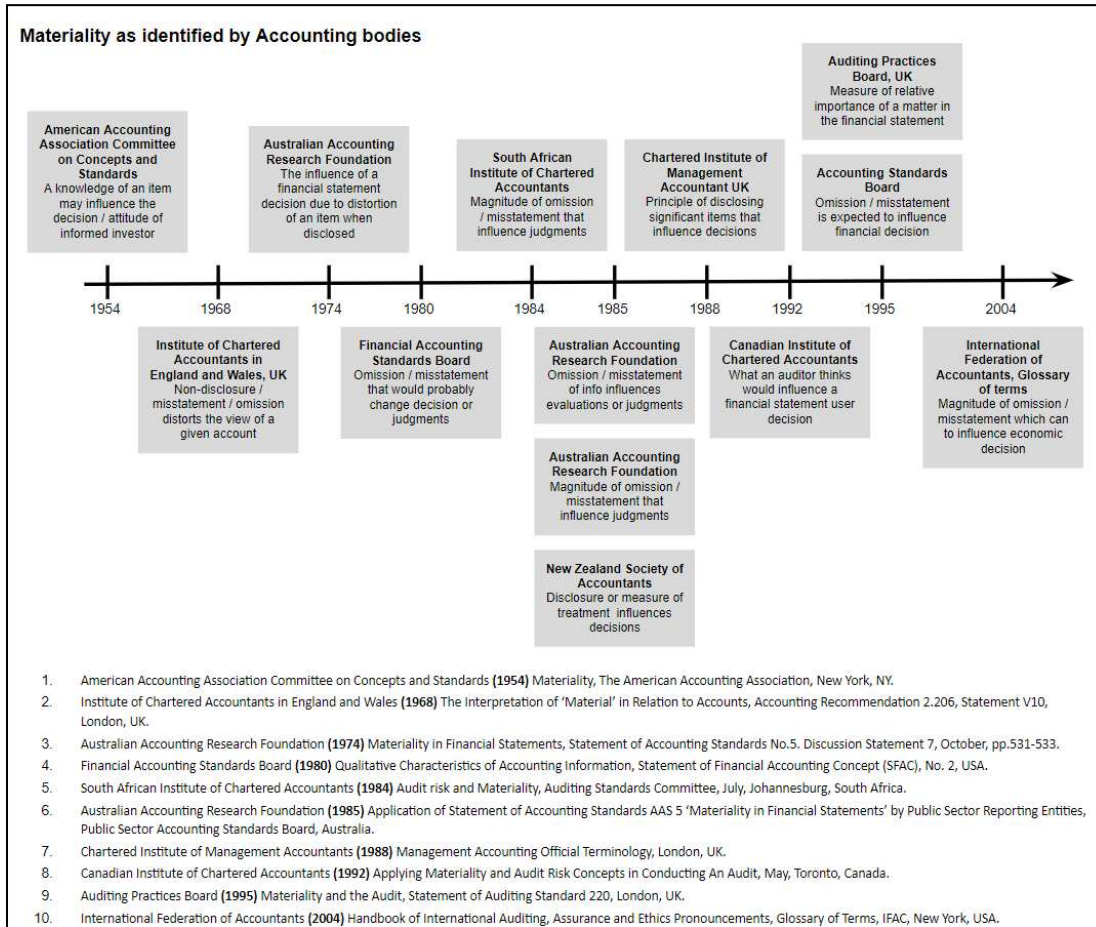 Materiality as identified by Accounting bodies
Auditing Practices
Board, UK
Measure of relative
importance of a matter in
the financial statement
American Accounting
Association Committee
on Concepts and
Standards
A knowledge of an item
may influence the
decision / attitude of
informed investor
Australian Accounting
Research Foundation
The influence of a
financial statement
decision due to distortion
of an item when
disclosed
South African
Institute of Chartered
Accountants
Magnitude of omission
/ misstatement that
influence judgments
Chartered Institute of
Management
Accountant UK
Principle of disclosing
significant items that
influence decisions
Accounting Standards
Board
Omission / misstatement
is expected to influence
financial decision
1954 1968 1974 1980 1984 1985 1988 1992 1995 2004
Institute of Chartered
Accountants in
England and Wales, UK
Non-disclosure /
misstatement / omission
distorts the view of a
given account
Financial Accounting
Standards Board
Omission / misstatement
that would probably
change decision or
judgments
Australian Accounting
Research Foundation
Omission / misstatement
of info influences
evaluations or judgments
Australian Accounting
Research Foundation
Magnitude of omission /
misstatement that
influence judgments
New Zealand Society of
Accountants
Disclosure or measure of
treatment influences
decisions
Canadian Institute of
Chartered Accountants
What an auditor thinks
would influence a
financial statement user
decision
International
Federation of
Accountants, Glossary
of terms
Magnitude of omission /
misstatement which can
to influence economic
decision
1. American Accounting Association Committee on Concepts and Standards (1954) Materiality, The American Accounting Association, New York, NY.
2. Institute of Chartered Accountants in England and Wales (1968) The Interpretation of ‘Material’ in Relation to Accounts, Accounting Recommendation 2.206, Statement V10,
London, UK.
3. Australian Accounting Research Foundation (1974) Materiality in Financial Statements, Statement of Accounting Standards No.5. Discussion Statement 7, October, pp.531-533.
4. Financial Accounting Standards Board (1980) Qualitative Characteristics of Accounting Information, Statement of Financial Accounting Concept (SFAC), No. 2, USA.
5. South African Institute of Chartered Accountants (1984) Audit risk and Materiality, Auditing Standards Committee, July, Johannesburg, South Africa.
6. Australian Accounting Research Foundation (1985) Application of Statement of Accounting Standards AAS 5 ‘Materiality in Financial Statements’ by Public Sector Reporting Entities,
Public Sector Accounting Standards Board, Australia.
7. Chartered Institute of Management Accountants (1988) Management Accounting Official Terminology, London, UK.
8. Canadian Institute of Chartered Accountants (1992) Applying Materiality and Audit Risk Concepts in Conducting An Audit, May, Toronto, Canada.
9. Auditing Practices Board (1995) Materiality and the Audit, Statement of Auditing Standard 220, London, UK.
10. International Federation of Accountants (2004) Handbook of International Auditing, Assurance and Ethics Pronouncements, Glossary of Terms, IFAC, New York, USA.